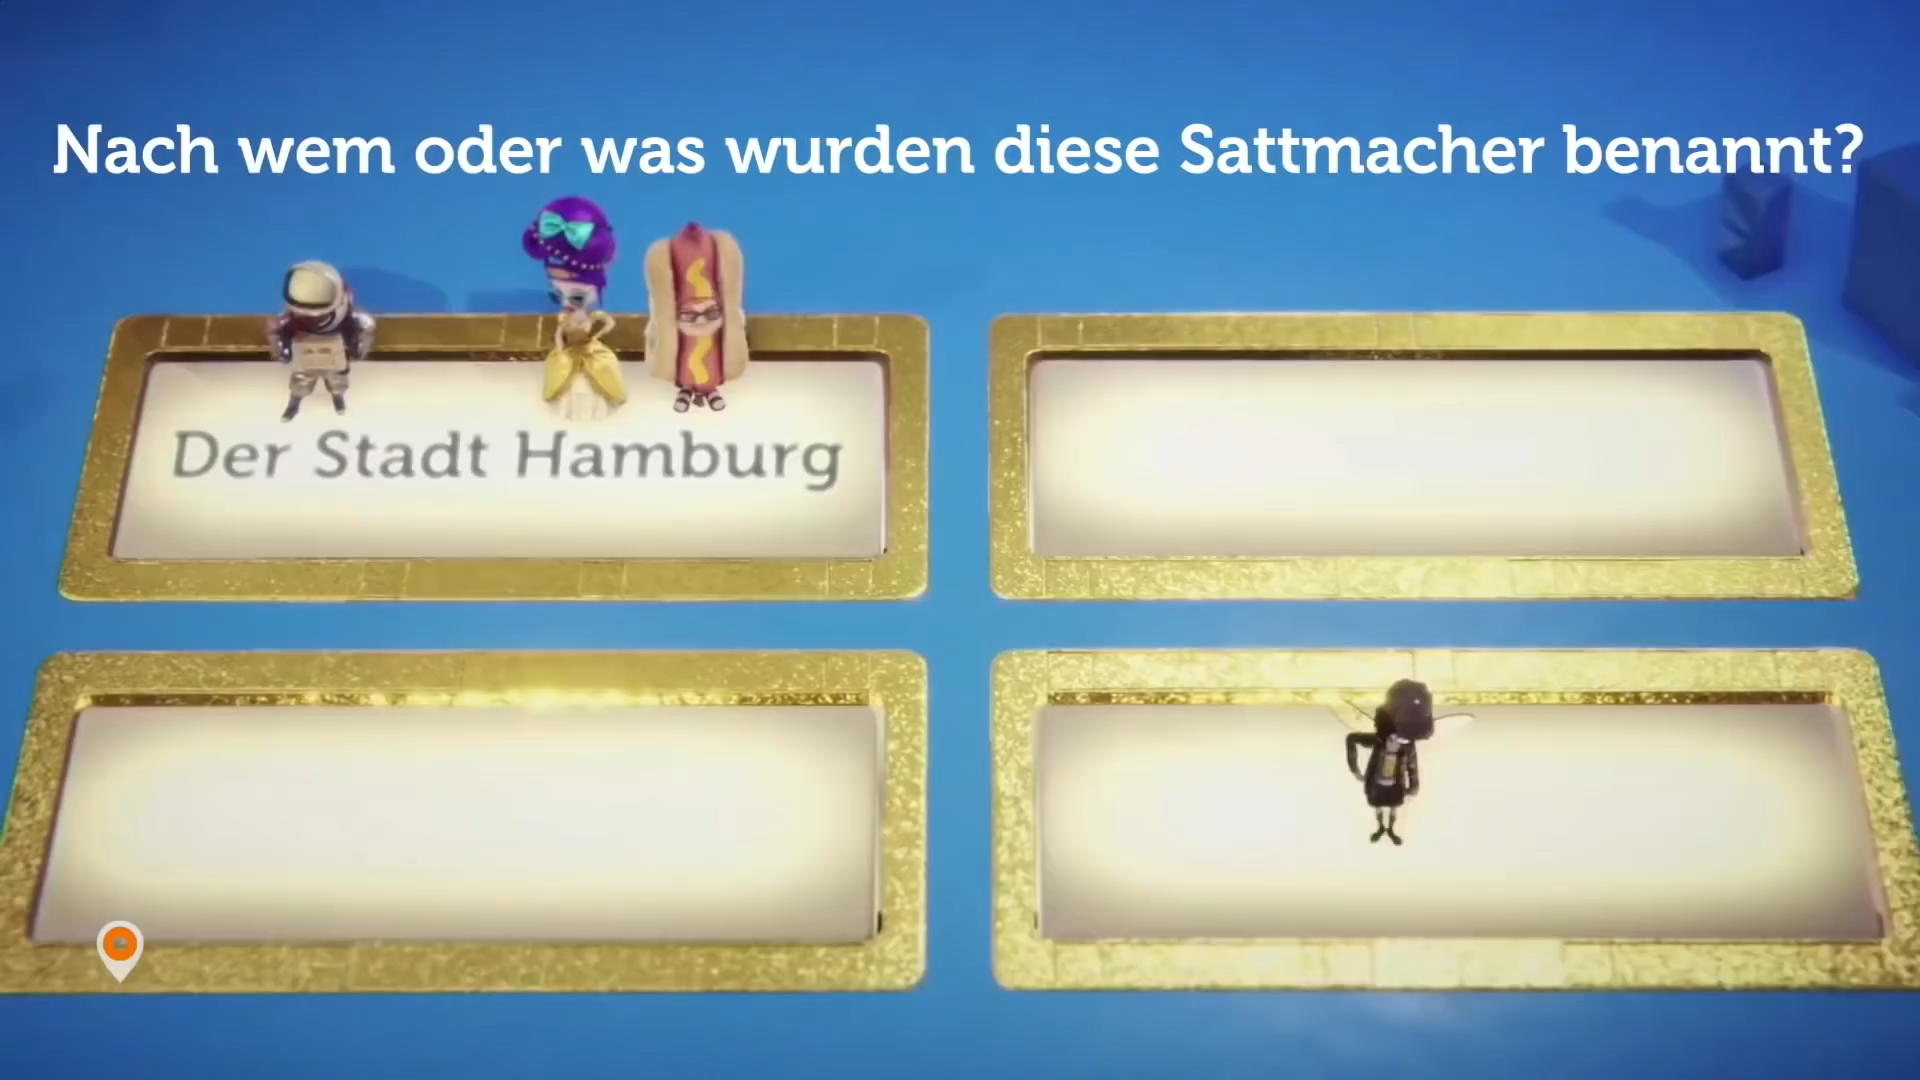 Nach wem oder was wurden diese Sattmacher benannt?
Der Stadt Hamburg